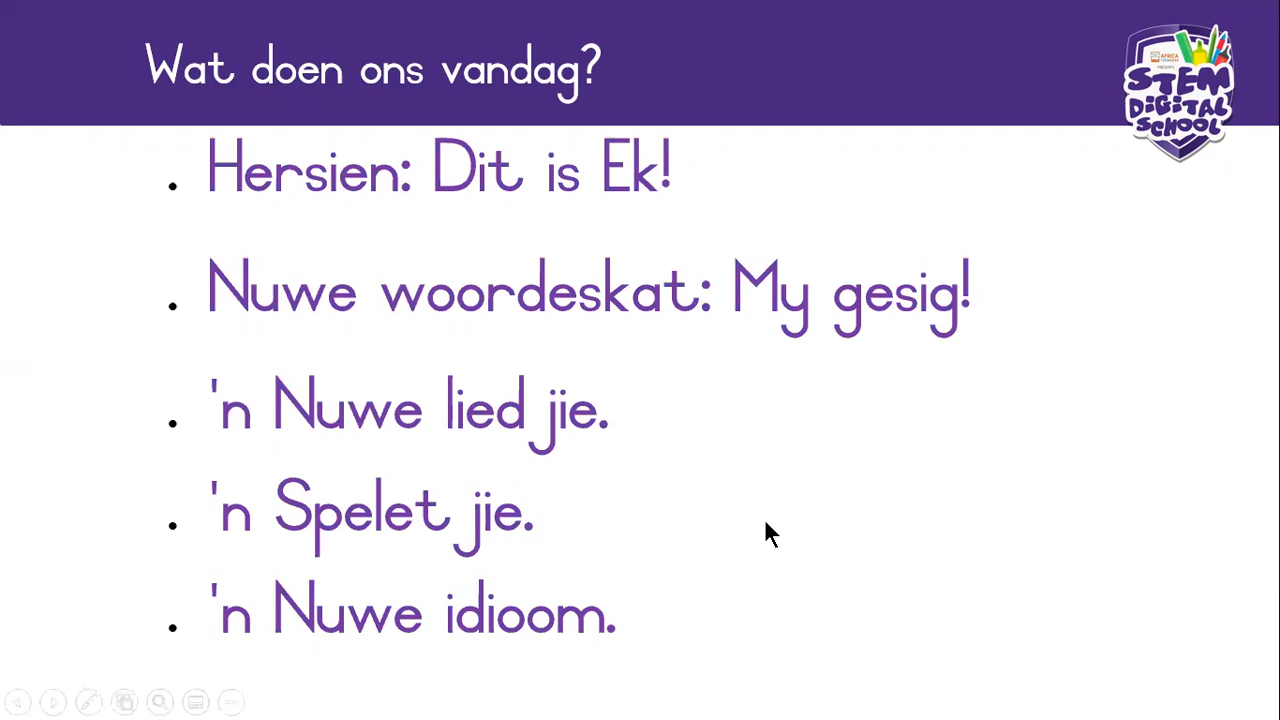 Wat doen ons vandag?
AFRICA
STEM
DIGITAL
SCHOOL
. Hersien: Dit is Ek!
. Nuwe woordeskat: My gesig!
. 'n Nuwe liedjie.
. 'n Speletjie.
. 'n Nuwe idioom.